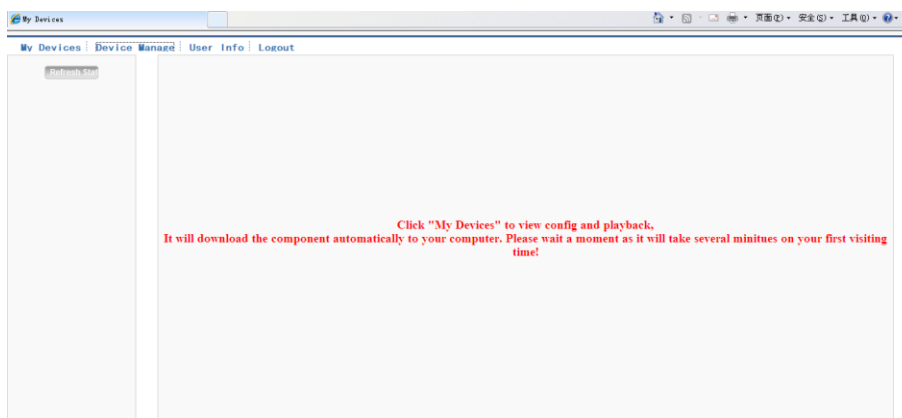 My Devices
页面(P) 安全(S) 工具(O)
My Devices Device Manage User Info Logout
Refresh Stat
Click "My Devices" to view config and playback,
It will download the component automatically to your computer. Please wait a moment as it will take several minitues on your first visiting
time!